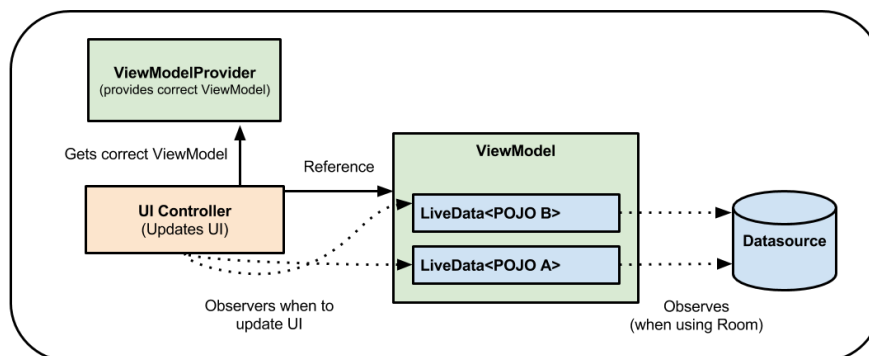 ViewModelProvider
(provides correct ViewModel)
Gets correct ViewModel
Reference
ViewModel
UI Controller
(Updates UI)
LiveData<POJO B>
LiveData<POJO A>
Datasource
Observers when to
update UI
Observes
(when using Room)